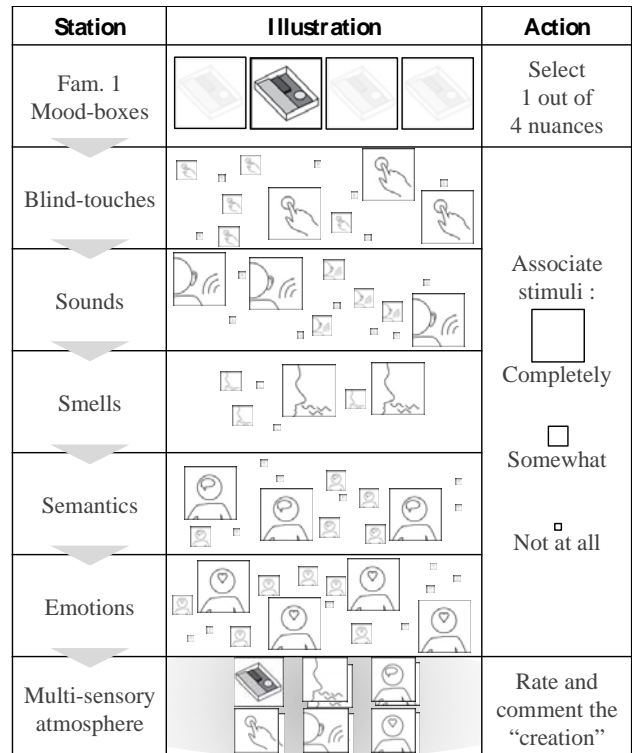 Station Illustration Action
Fam. 1
Mood-boxes
Select
1 out of
4 nuances
Blind-touches
Sounds
Smells
Semantics
Emotions
Associate
stimuli :
Completely
Somewhat
Not at all
Multi-sensory
atmosphere
Rate and
comment the
“creation”